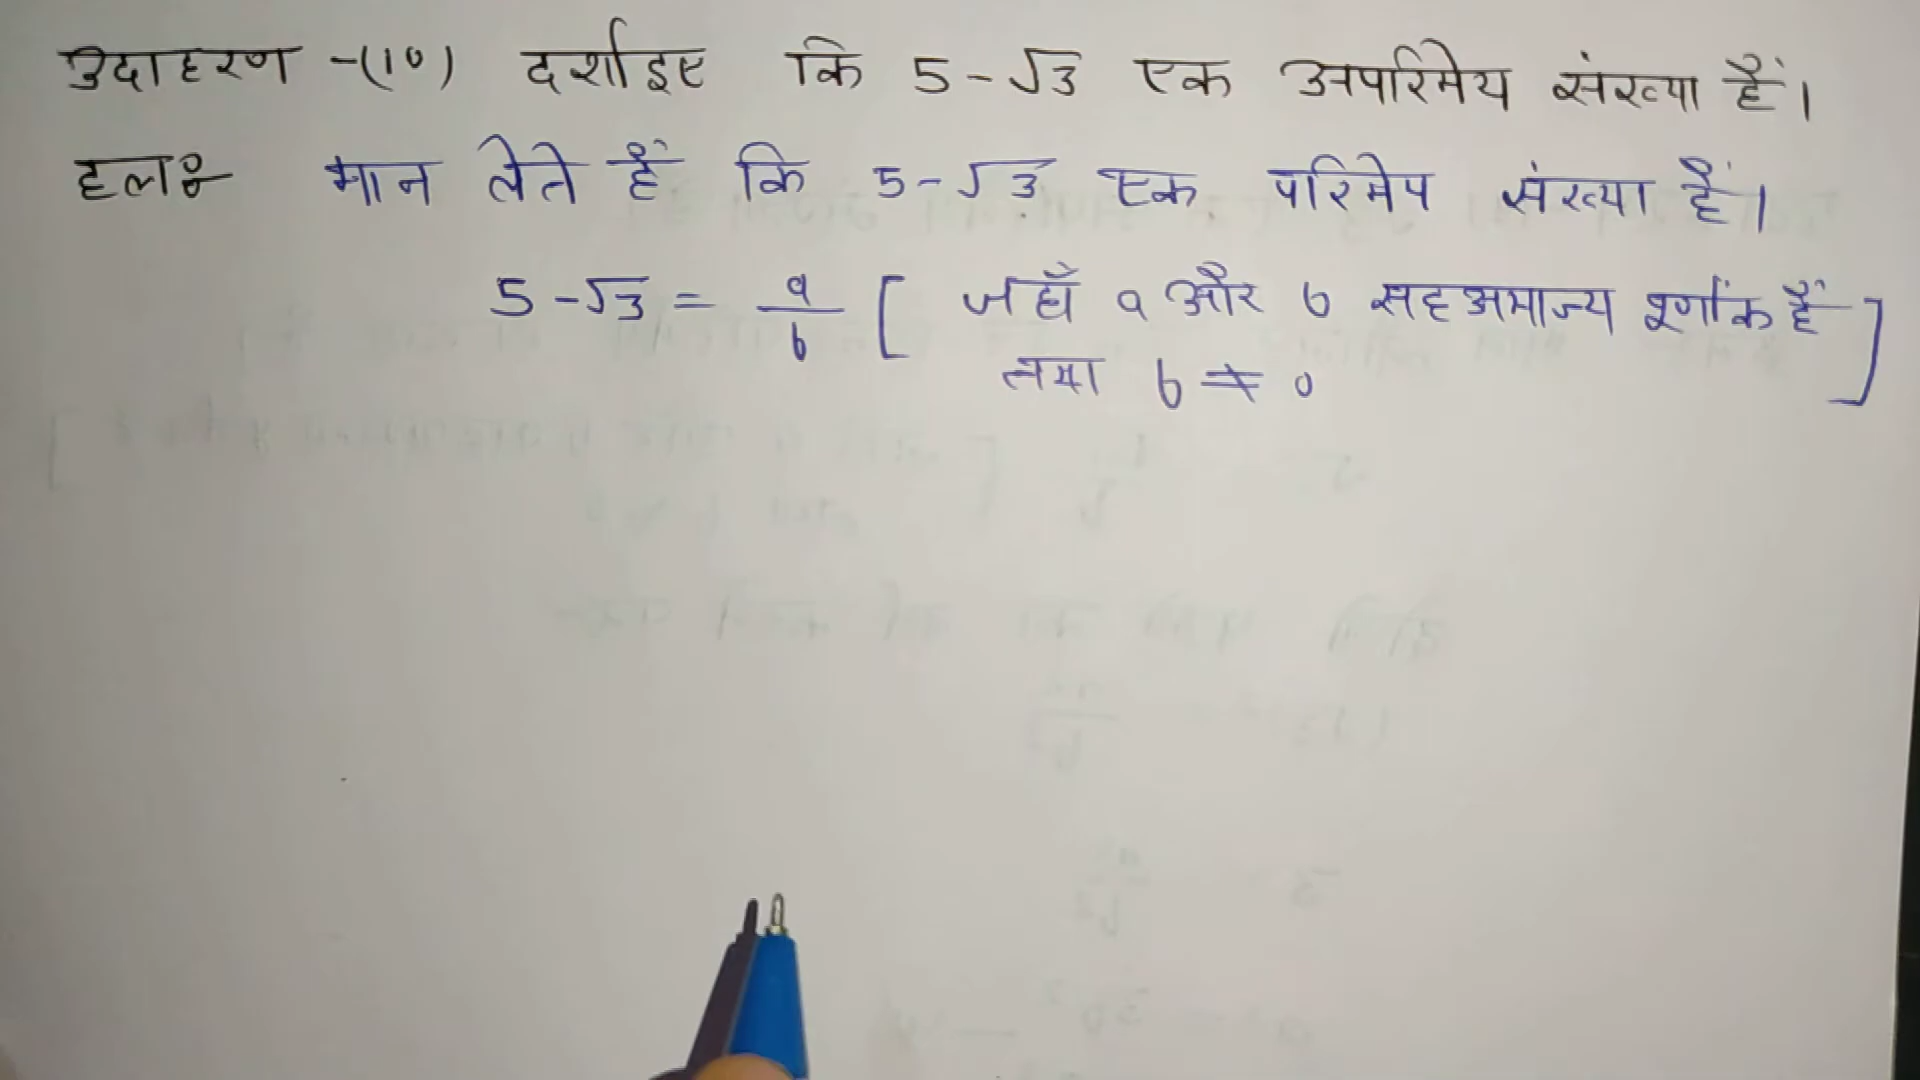 उदाहरण -(10) दर्शाइए कि 5-√3 एक अपरिमेय संख्या हैं।
हल:- मान लेते हैं कि 5-√3 एक परिमेय संख्या हैं।
5-√3 = a/b [ जहाँ a और b सहअभाज्य पूर्णांक हैं
तथा b ≠ 0 ]